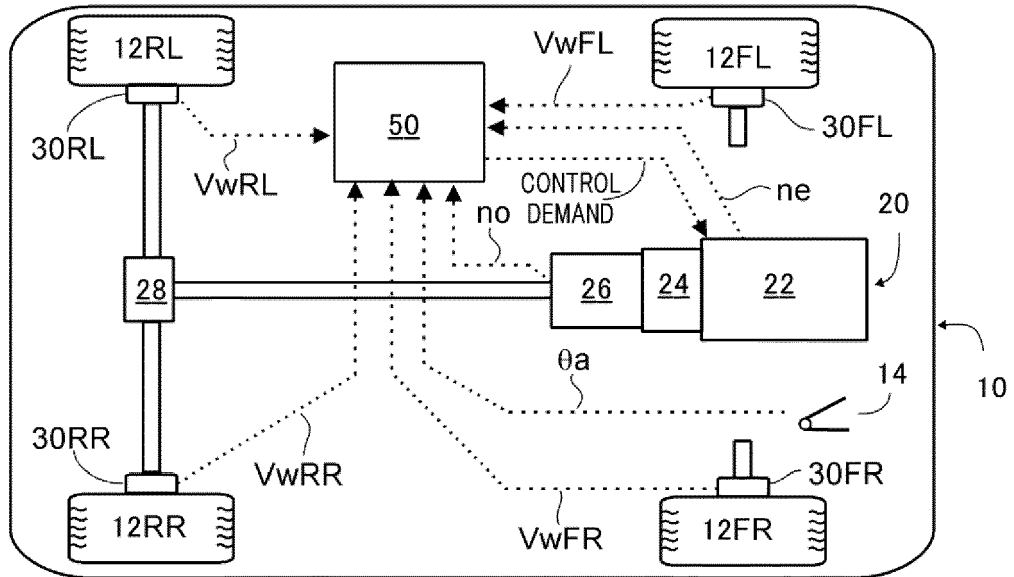 12RL
VwFL
12FL
50
30RL
30FL
VwRL
CONTROL
DEMAND
no
ne
20
28
26
24
22
10
θa
14
30RR
VwRR
30FR
12RR
VwFR
12FR